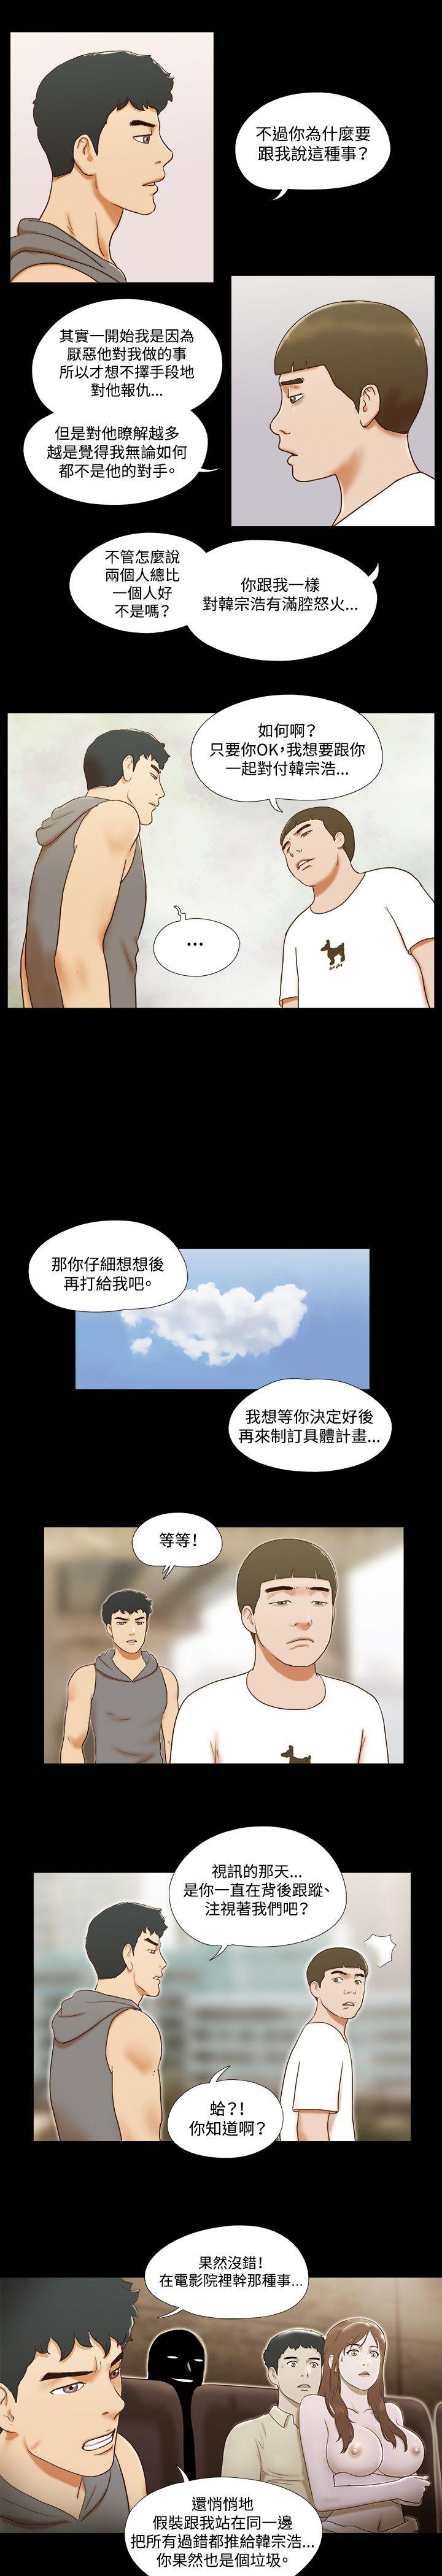 不過你為什麼要
跟我說這種事?
其實一開始我是因為
厭惡他對我做的事
所以才想不擇手段地
對他報仇...
但是對他瞭解越多
越是覺得我無論如何
都不是他的對手。
不管怎麼說
兩個人總比
一個人好
不是嗎?
你跟我一樣
對韓宗浩有滿腔怒火...
如何啊?
只要你OK,我想要跟你
一起對付韓宗浩...
...
那你仔細想想後
再打給我吧。
我想等你決定好後
再來制訂具體計畫...
等等!
視訊的那天...
是你一直在背後跟蹤、
注視著我們吧?
蛤?!
你知道啊?
果然沒錯!
在電影院裡幹那種事...
還悄悄地
假裝跟我站在同一邊
把所有過錯都推給韓宗浩...
你果然也是個垃圾。